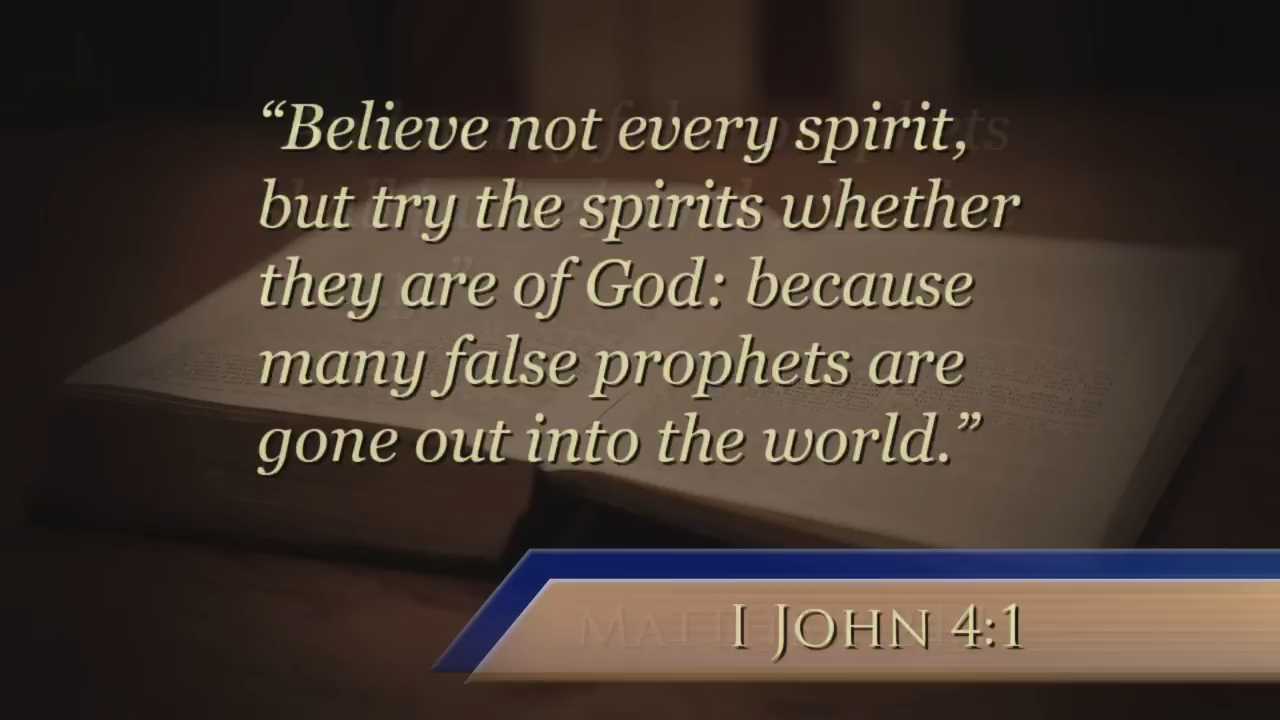 “Believe not every spirit,
but try the spirits whether
they are of God: because
many false prophets are
gone out into the world.”
I John 4:1